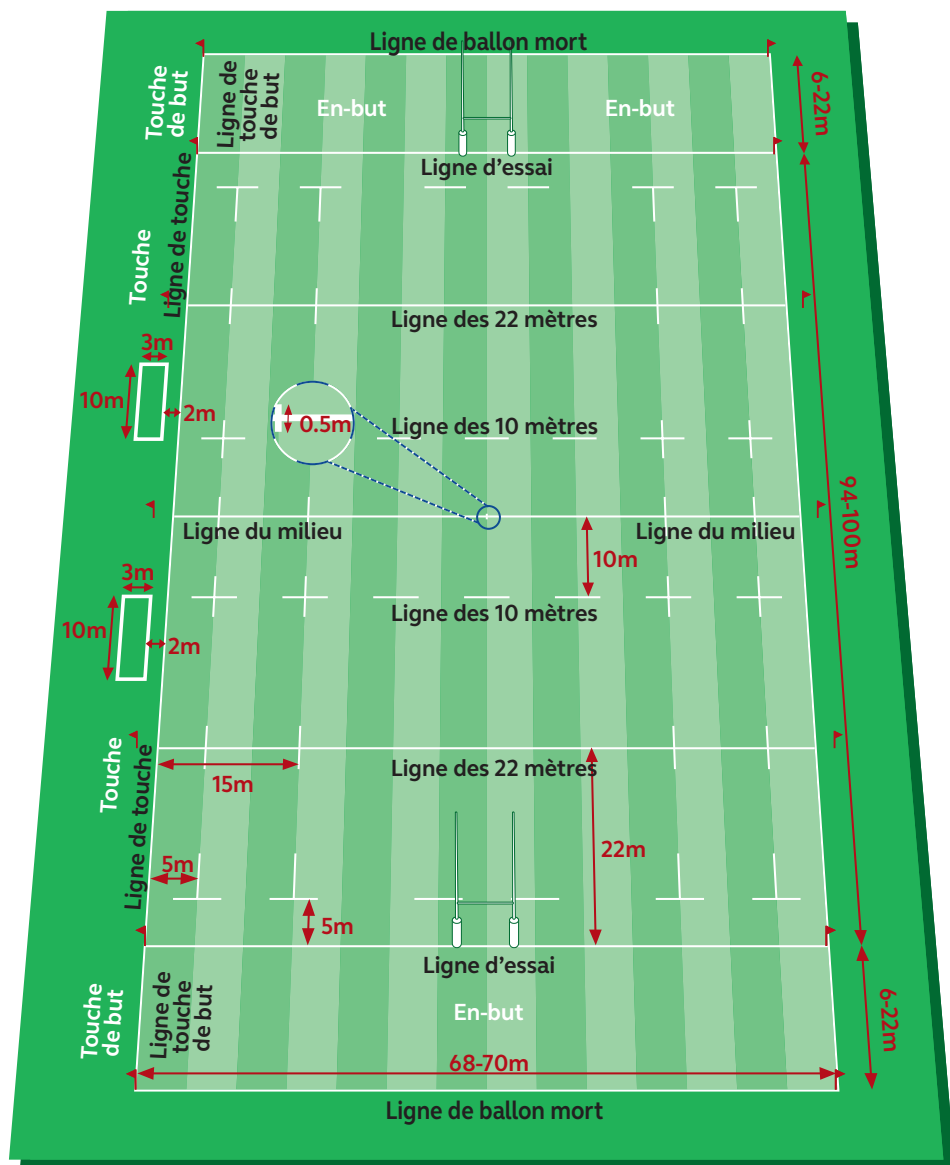 Ligne de ballon mort
Touche
de but
Ligne de
touche
de but
En-but
En-but
6-22m
Ligne d'essai
Ligne de touche
Touche
Ligne des 22 mètres
3m
10m
2m
0.5m
Ligne des 10 mètres
94-100m
Ligne du milieu
Ligne du milieu
10m
3m
10m
2m
Ligne des 10 mètres
Touche
Ligne de touche
15m
Ligne des 22 mètres
22m
5m
5m
Ligne d'essai
Touche
de but
Ligne de
touche
de but
En-but
6-22m
68-70m
Ligne de ballon mort